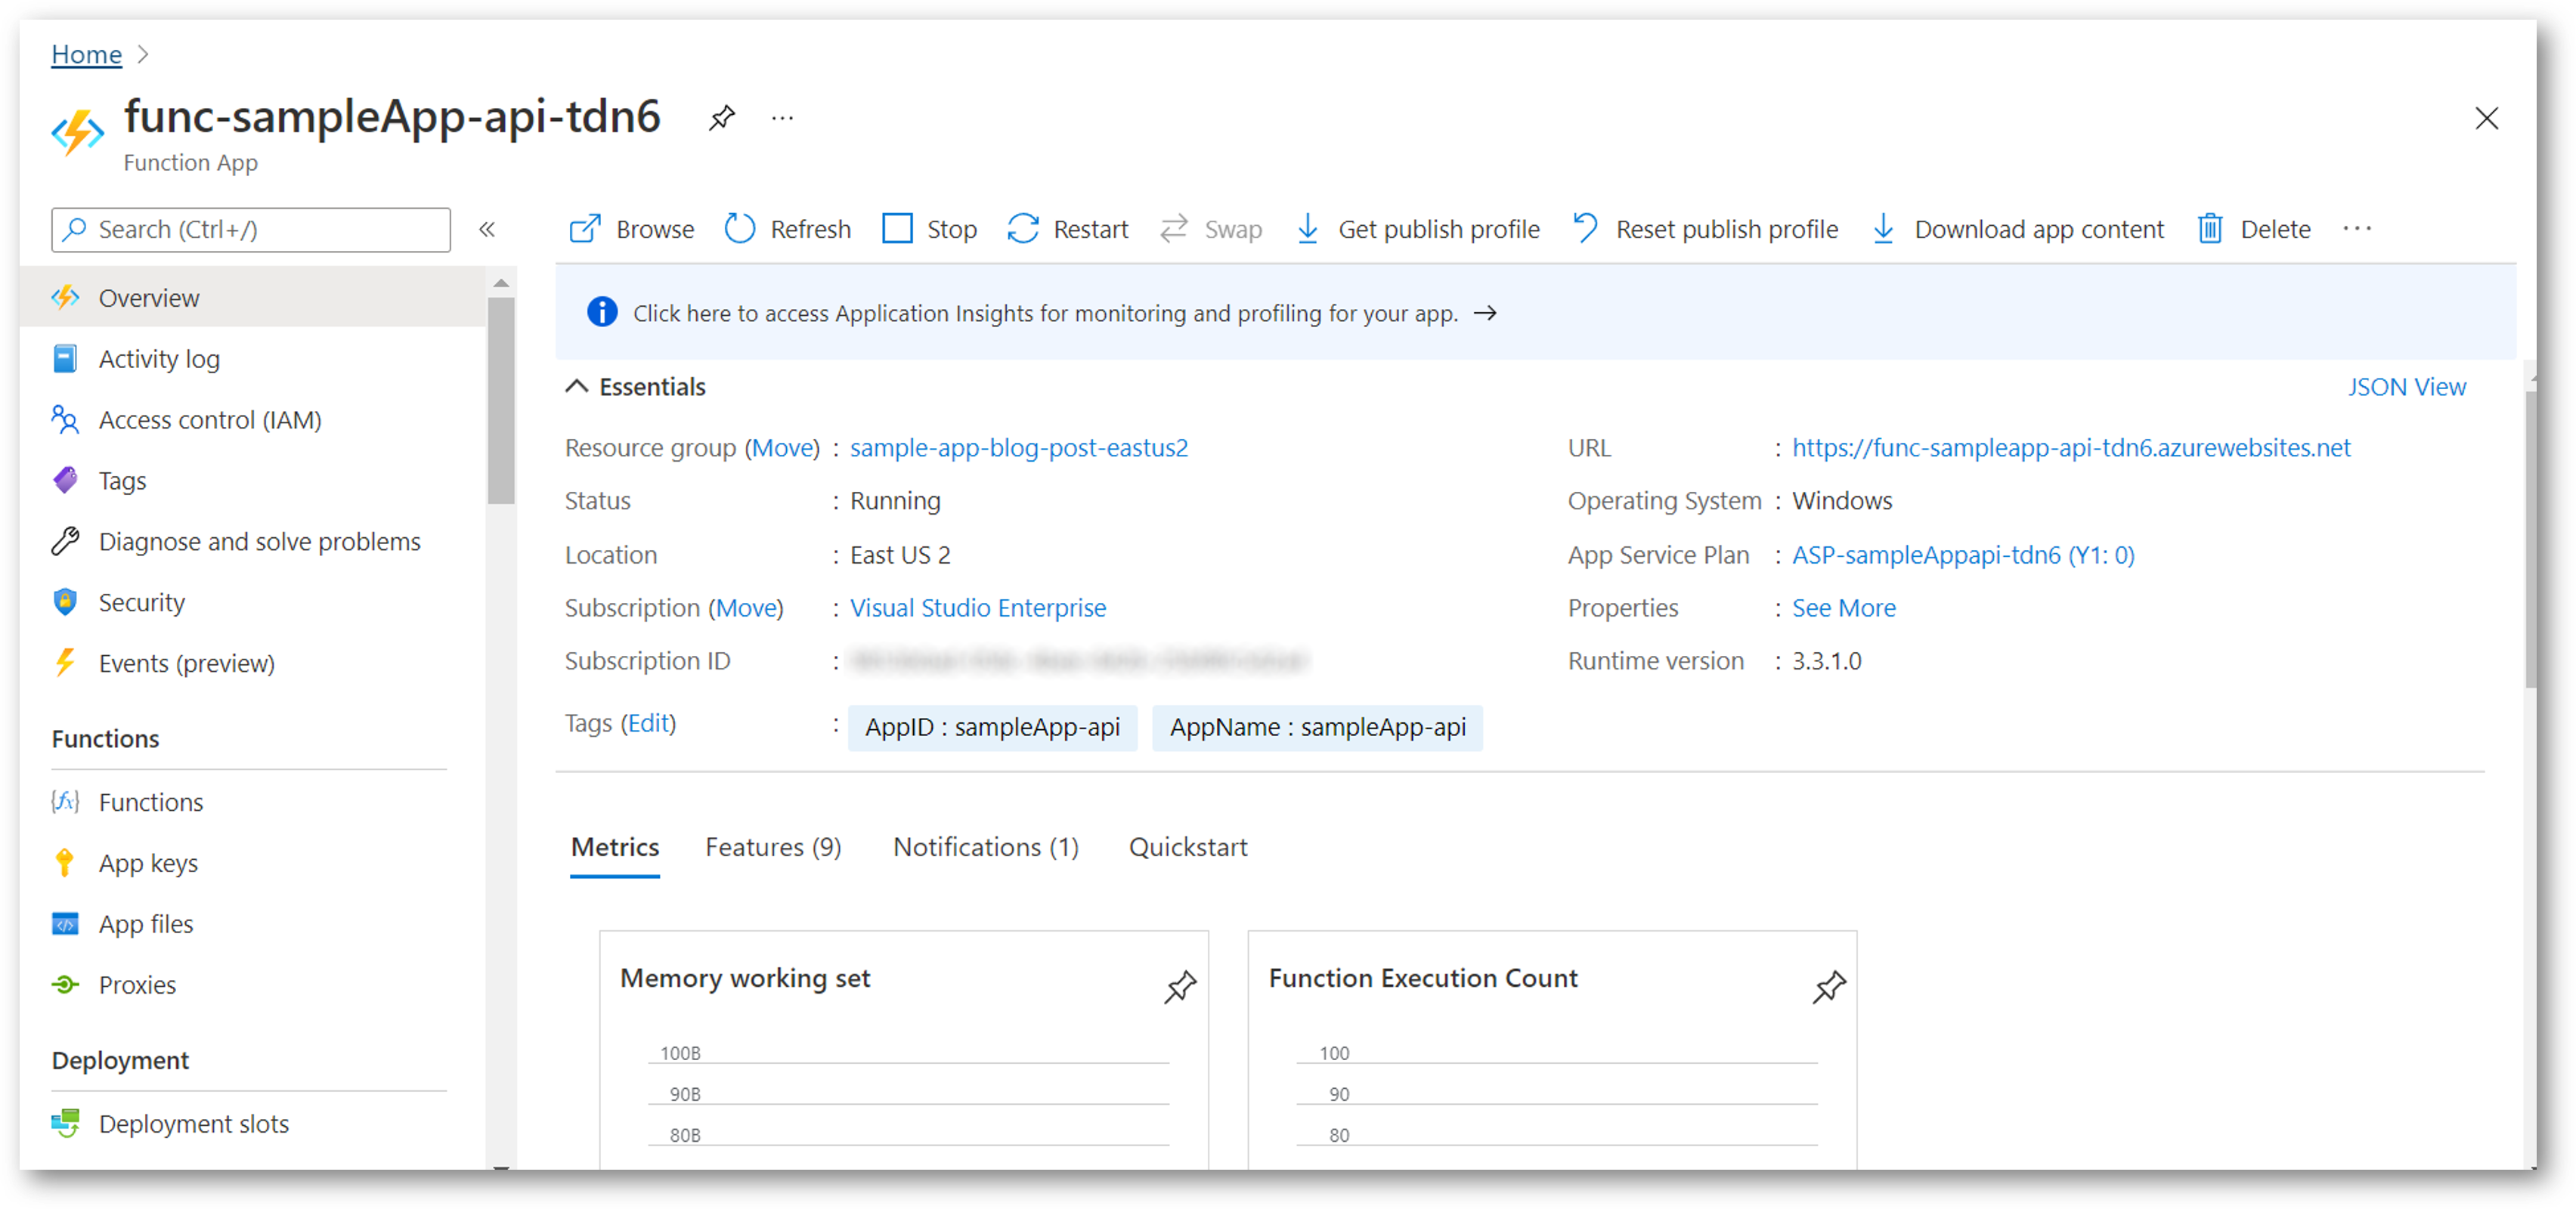 Home
func-sampleApp-api-tdn6
Function App
Search (Ctrl+/)
Browse Refresh Stop Restart Swap Get publish profile Reset publish profile Download app content Delete
Overview
Activity log
Access control (IAM)
Tags
Diagnose and solve problems
Security
Events (preview)
Functions
Functions
App keys
App files
Proxies
Deployment
Deployment slots
Click here to access Application Insights for monitoring and profiling for your app. →
Essentials
JSON View
Resource group (Move) : sample-app-blog-post-eastus2
Status : Running
Location : East US 2
Subscription (Move) : Visual Studio Enterprise
Subscription ID :
Tags (Edit) : AppID : sampleApp-api AppName : sampleApp-api
URL : https://func-sampleapp-api-tdn6.azurewebsites.net
Operating System : Windows
App Service Plan : ASP-sampleAppapi-tdn6 (Y1: 0)
Properties : See More
Runtime version : 3.3.1.0
Metrics Features (9) Notifications (1) Quickstart
Memory working set
100B
90B
80B
Function Execution Count
100
90
80